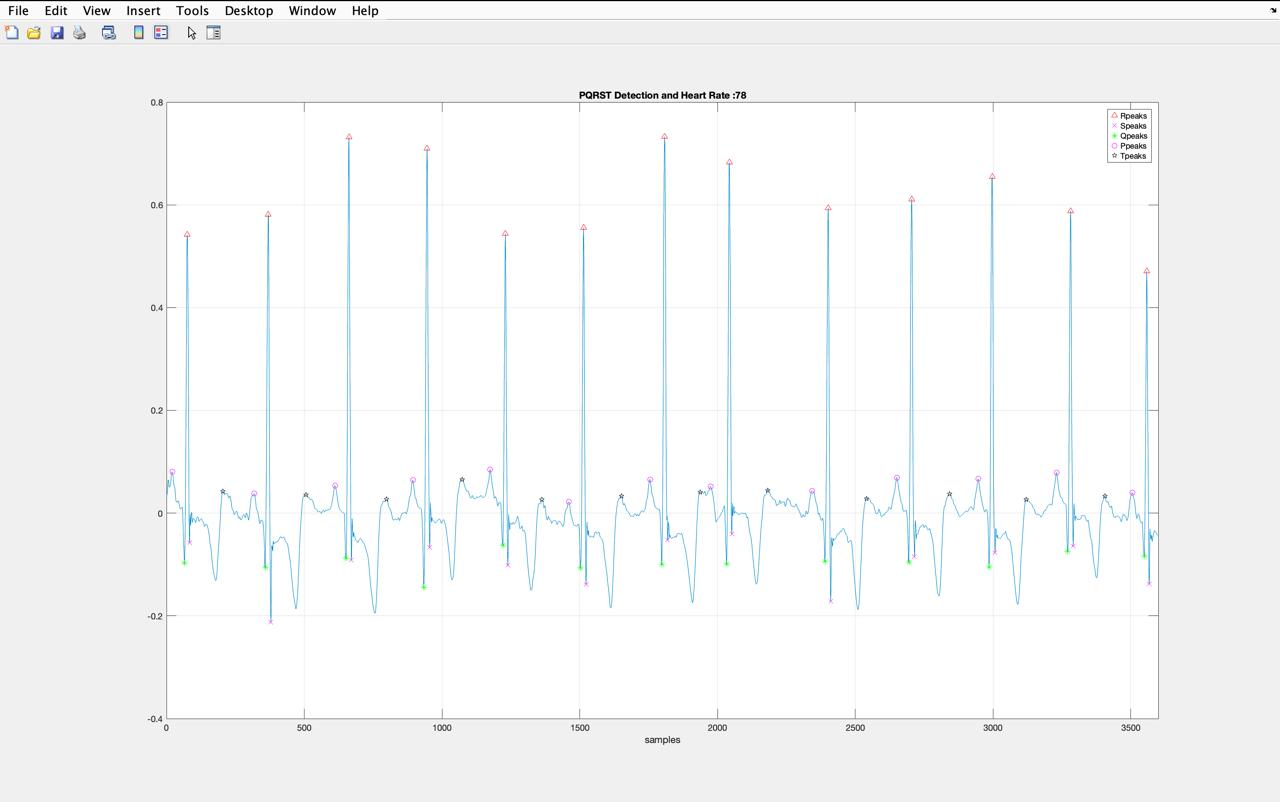 File Edit View Insert Tools Desktop Window Help
PQRST Detection and Heart Rate :78
0.8
0.6
0.4
0.2
0
-0.2
-0.4
Rpeaks
Speaks
Qpeaks
Ppeaks
Tpeaks
0 500 1000 1500 2000 2500 3000 3500
samples